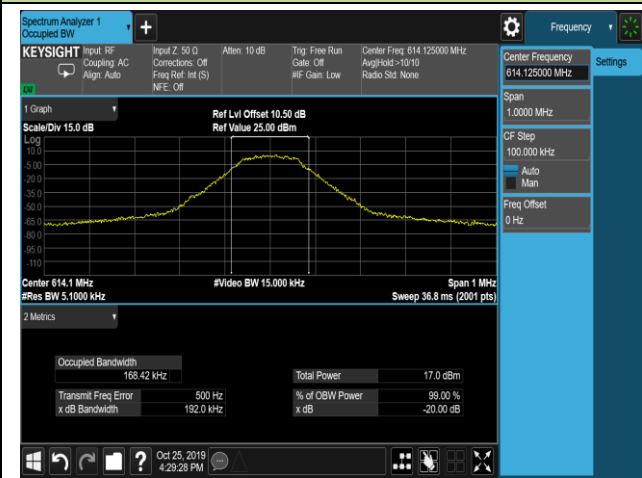 Spectrum Analyzer 1
Occupied BW
Frequency
KEYSIGHT
Input: RF
Coupling: AC
Align: Auto
Input Z: 50 Ω
Corrections: Off
Freq Ref: Int (S)
NFE: Off
Atten: 10 dB
Trig: Free Run
Gate: Off
#IF Gain: Low
Center Freq: 614.125000 MHz
Avg|Hold:>10/10
Radio Std: None
Center Frequency
614.125000 MHz
Settings
Span
1.0000 MHz
CF Step
100.000 kHz
Auto
Man
Freq Offset
0 Hz
1 Graph
Scale/Div 15.0 dB
Ref Lvl Offset 10.50 dB
Ref Value 25.00 dBm
Log
10.0
-5.00
-20.0
-35.0
-50.0
-65.0
-80.0
-95.0
-110
Center 614.1 MHz
#Res BW 5.1000 kHz
#Video BW 15.000 kHz
Span 1 MHz
Sweep 36.8 ms (2001 pts)
2 Metrics
Occupied Bandwidth
168.42 kHz
Transmit Freq Error 500 Hz
x dB Bandwidth 192.0 kHz
Total Power 17.0 dBm
% of OBW Power 99.00 %
x dB -20.00 dB
?
Oct 25, 2019
4:29:28 PM